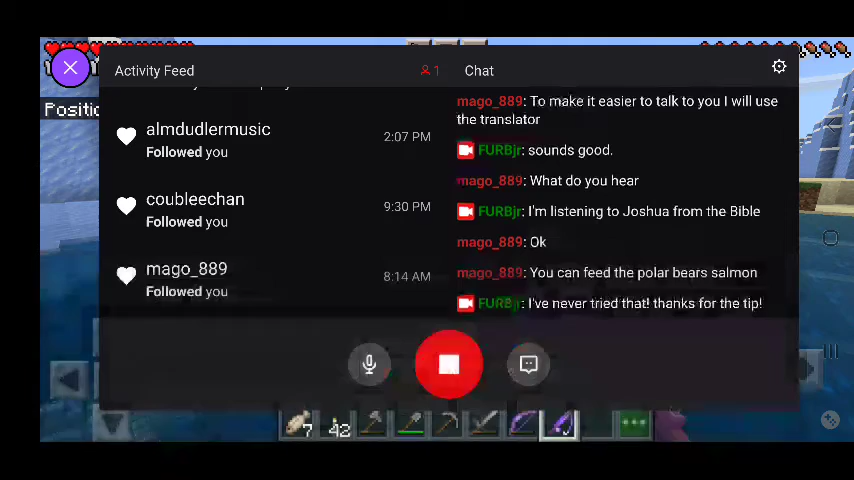 Activity Feed
1
Chat
Positio
almdudlermusic
2:07 PM
Followed you
coubleechan
9:30 PM
Followed you
mago_889
8:14 AM
Followed you
mago_889: To make it easier to talk to you I will use
the translator
FURBjr: sounds good.
mago_889: What do you hear
FURBjr: I'm listening to Joshua from the Bible
mago_889: Ok
mago_889: You can feed the polar bears salmon
FURBjr: I've never tried that! thanks for the tip!
7
42